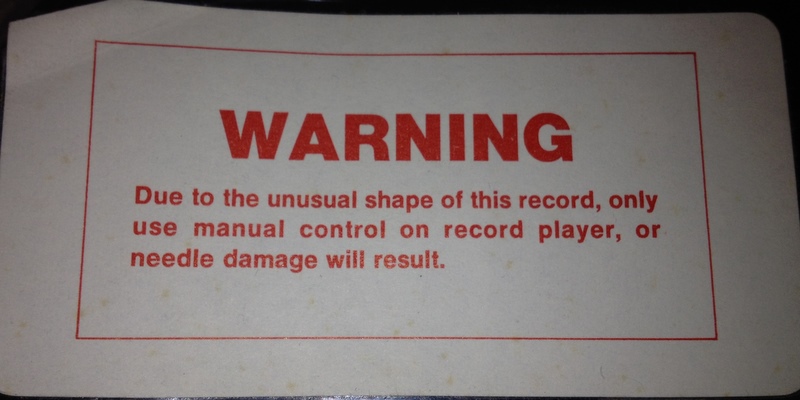 WARNING
Due to the unusual shape of this record, only
use manual control on record player, or
needle damage will result.